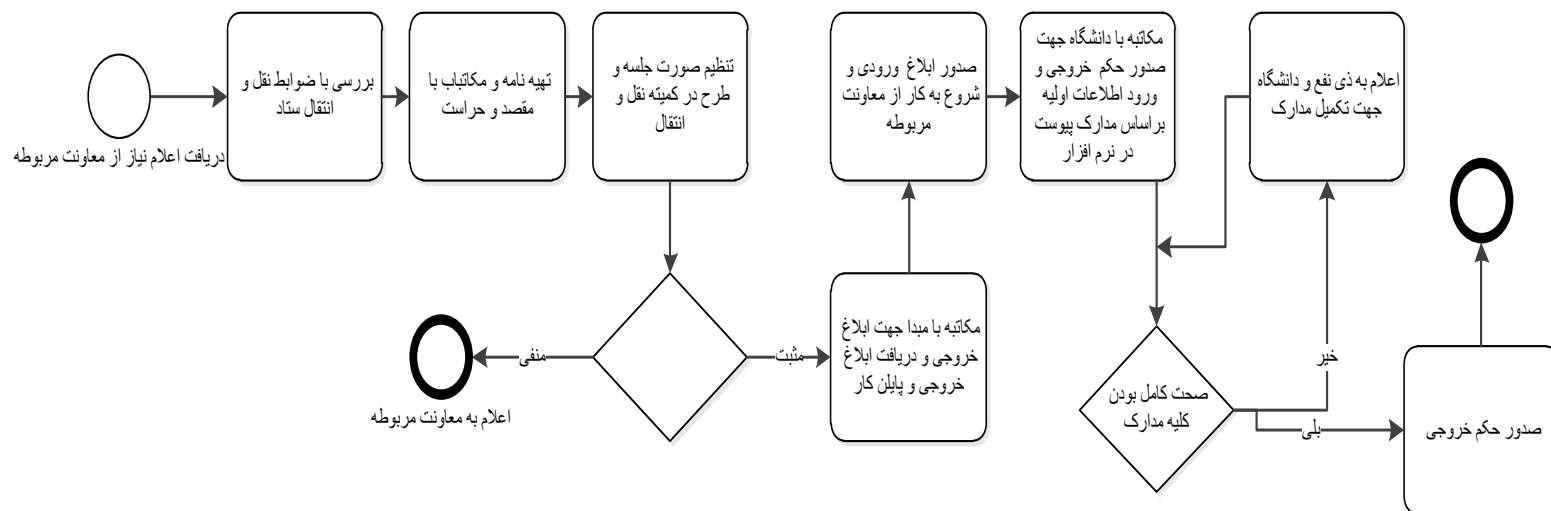 دریافت اعلام نیاز از معاونت مربوطه
بررسی با ضوابط نقل و
انتقال ستاد
تهیه نامه و مکاتباب با
مقصد و حراست
تنظیم صورت جلسه و
طرح در کمیته نقل و
انتقال
منفی
اعلام به معاونت مربوطه
مثبت
مکاتبه با مبدا جهت ابلاغ
خروجی و دریافت ابلاغ
خروجی و پایلن کار
صدور ابلاغ ورودی و
شروع به کار از معاونت
مربوطه
مکاتبه با دانشگاه جهت
صدور حکم خروجی و
ورود اطلاعات اولیه
براساس مدارک پیوست
در نرم افزار
صحت کامل بودن
کلیه مدارک
خیر
اعلام به ذی نفع و دانشگاه
جهت تکمیل مدارک
بلی
صدور حکم خروجی